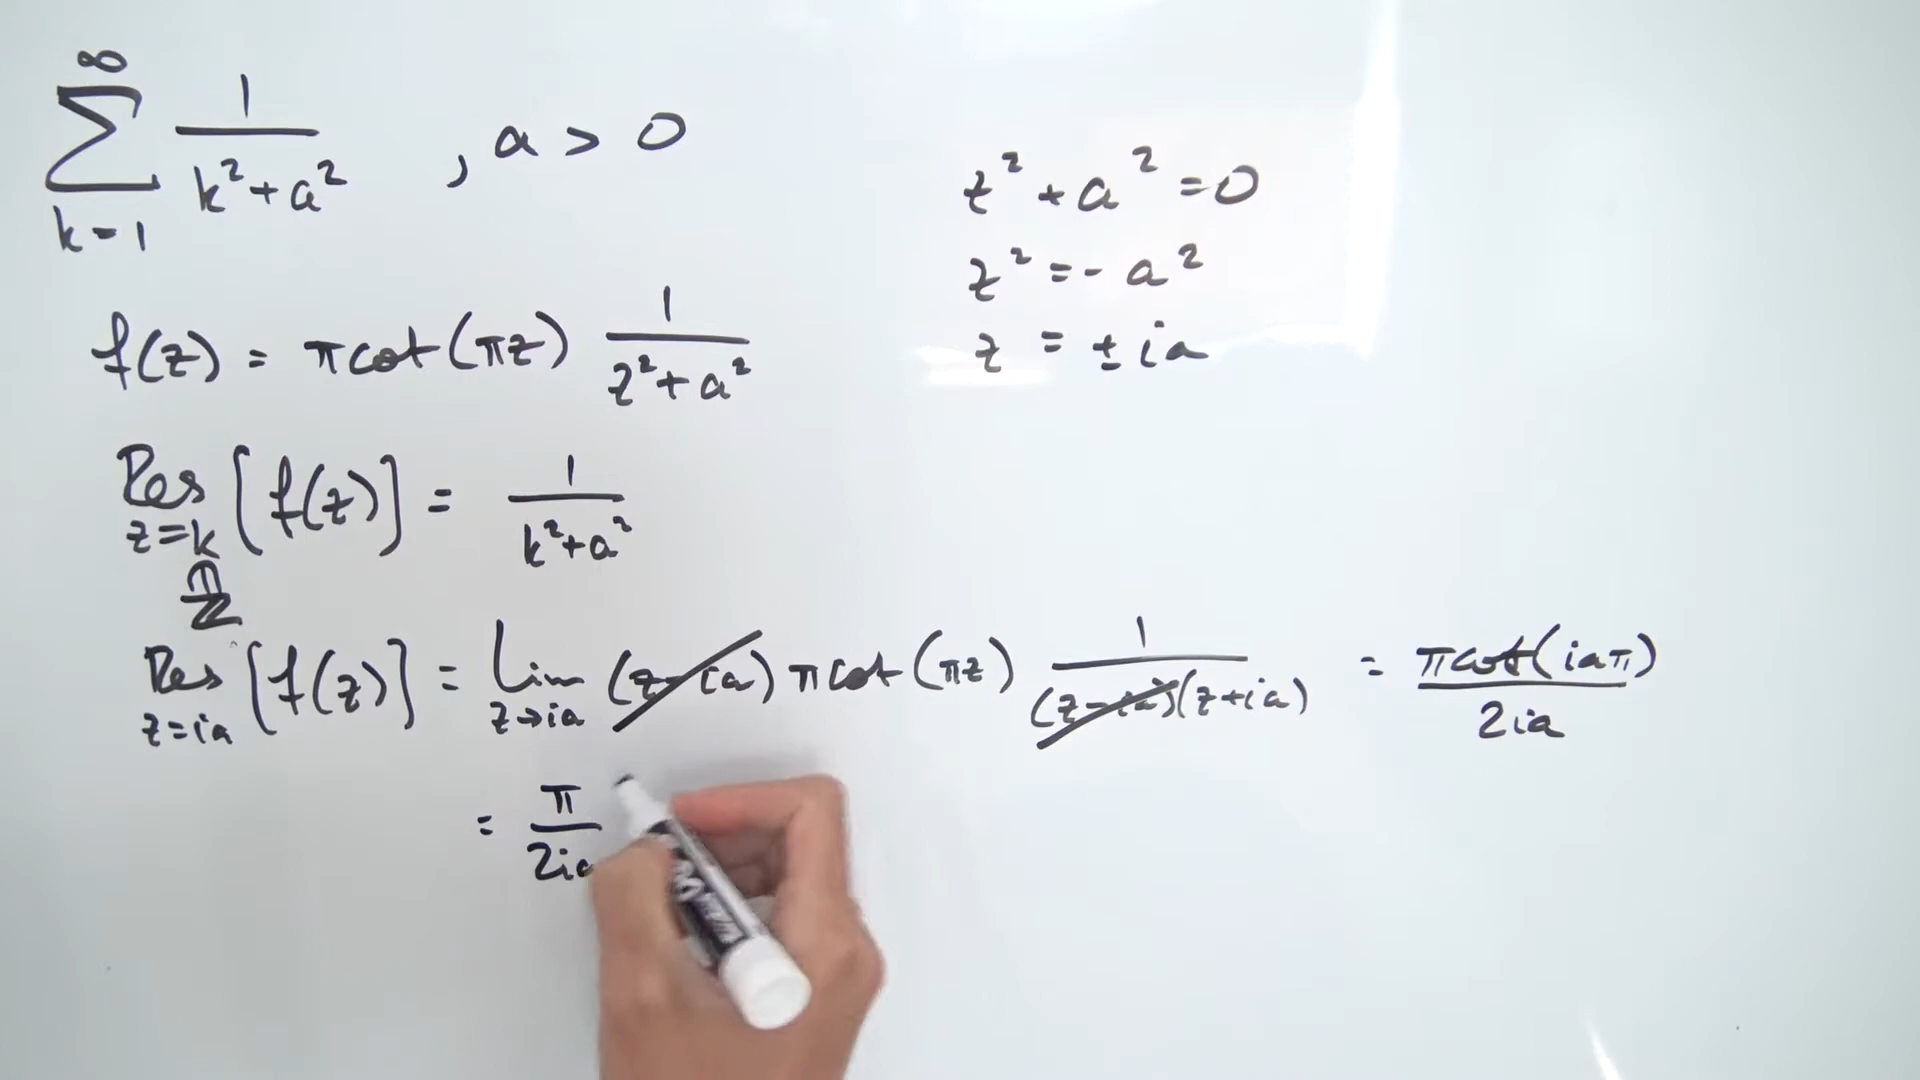 ∑_{k=1}^{∞} 1/(k²+a²) , a > 0
z² + a² = 0
z² = - a²
z = ± ia
f(z) = π cot(πz) 1/(z²+a²)
Res_{z=k} [f(z)] = 1/(k²+a²)
∩
ℤ
Res_{z=ia} [f(z)] = lim_{z→ia} (z-ia) π cot(πz) 1/((z-ia)(z+ia)) = π cot(iaπ)/2ia
= π/2ia